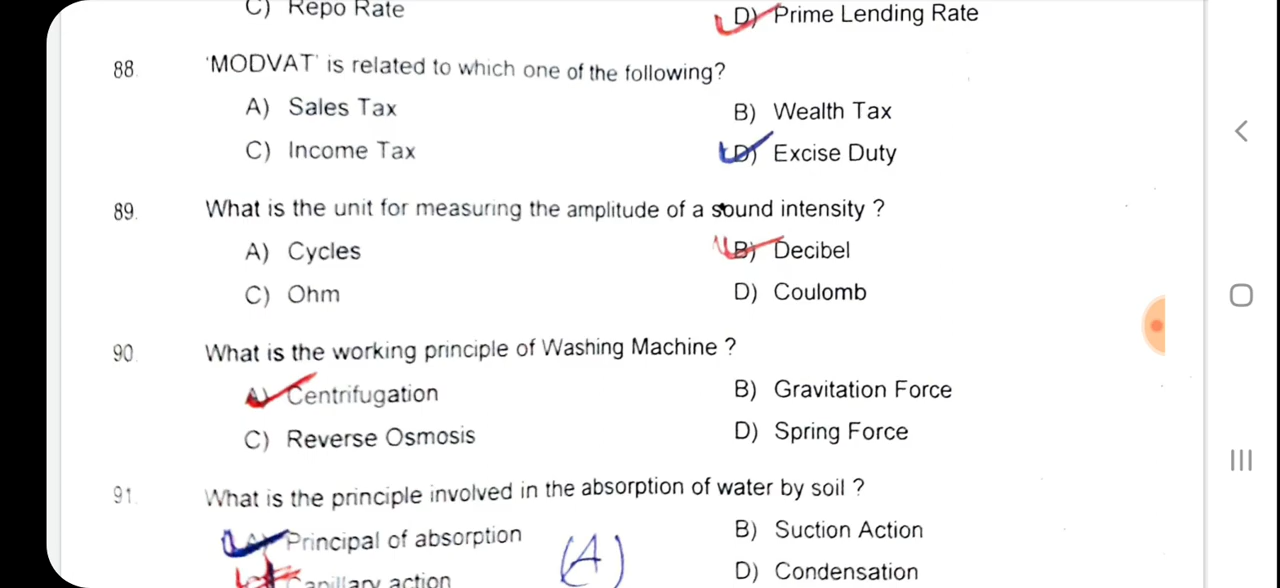 C) Repo Rate D) Prime Lending Rate
88. 'MODVAT' is related to which one of the following?
A) Sales Tax B) Wealth Tax
C) Income Tax D) Excise Duty
89. What is the unit for measuring the amplitude of a sound intensity ?
A) Cycles B) Decibel
C) Ohm D) Coulomb
90. What is the working principle of Washing Machine ?
A) Centrifugation B) Gravitation Force
C) Reverse Osmosis D) Spring Force
91. What is the principle involved in the absorption of water by soil ?
A) Principal of absorption B) Suction Action
(A)
Capillary action D) Condensation